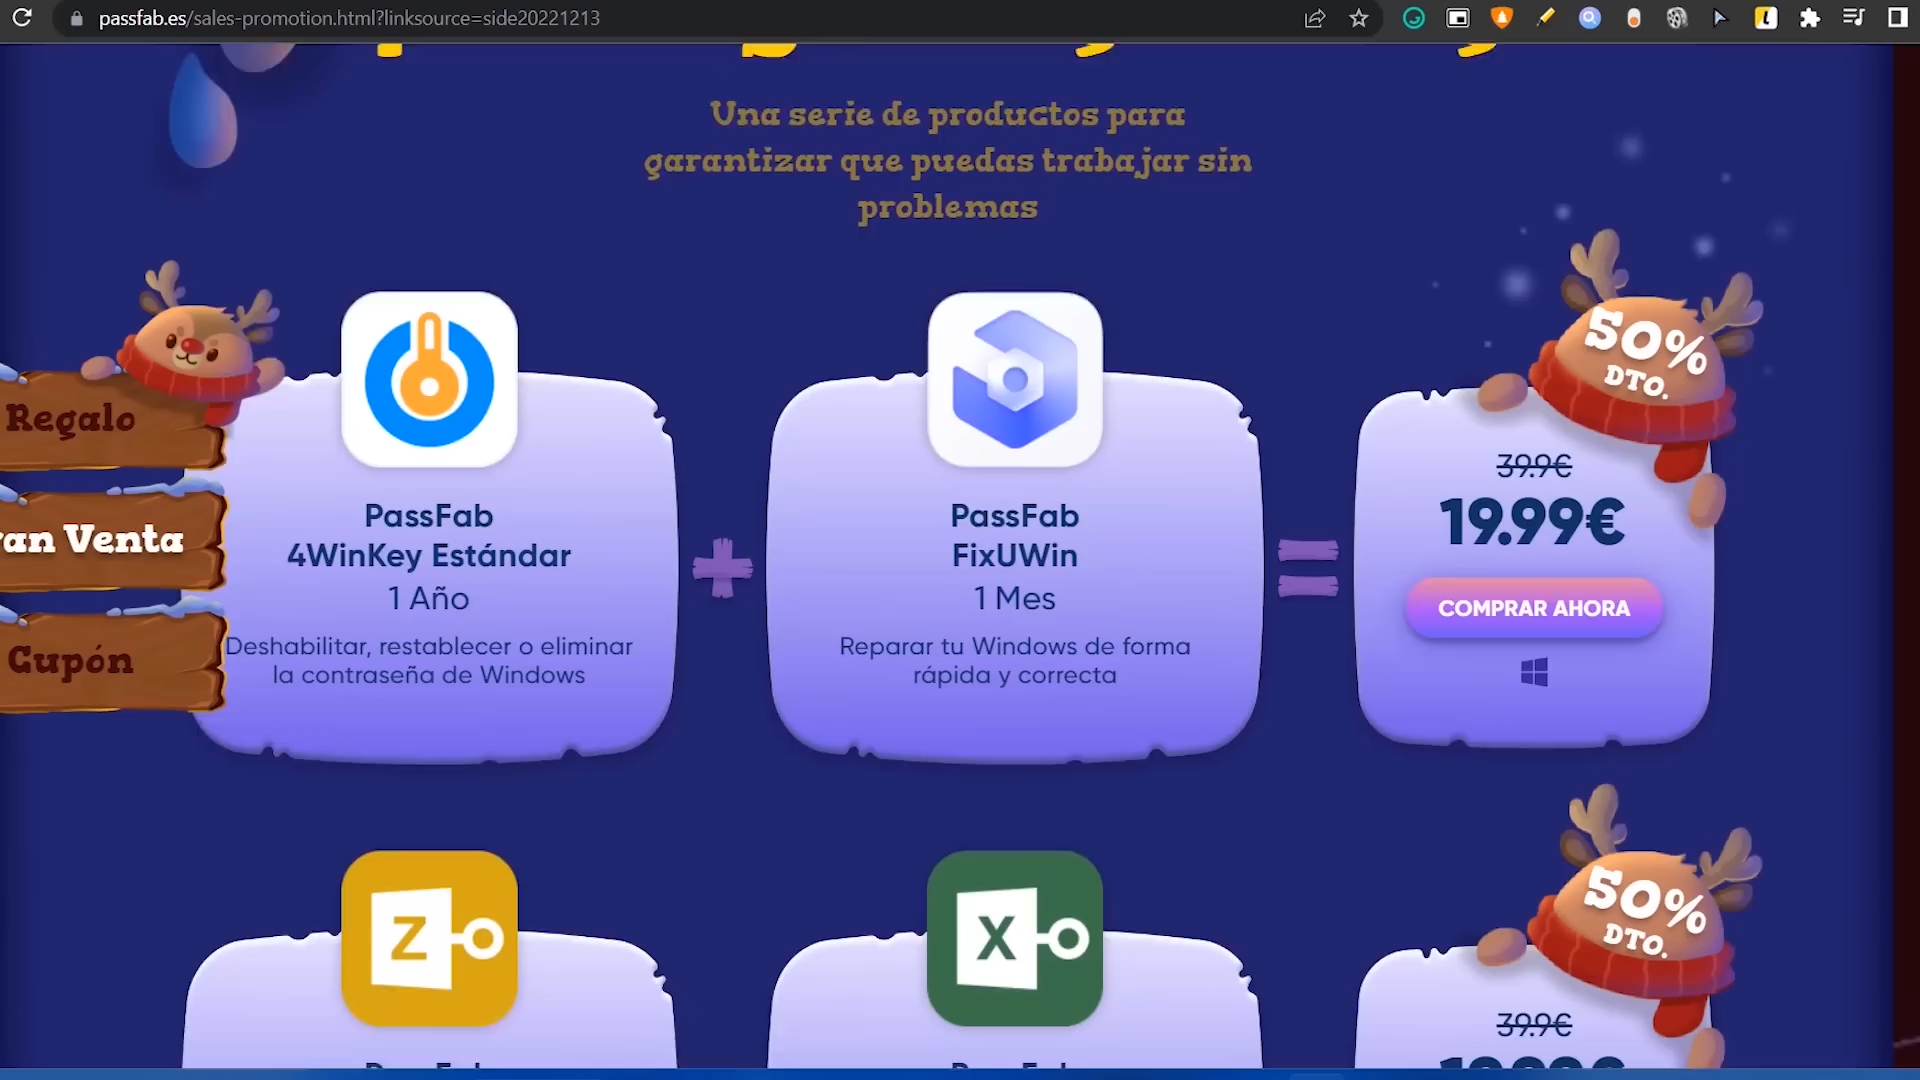 passfab.es/sales-promotion.html?linksource=side20221213
Una serie de productos para
garantizar que puedas trabajar sin
problemas
Regalo
ran Venta
Cupón
PassFab
4WinKey Estándar
1 Año
Deshabilitar, restablecer o eliminar
la contraseña de Windows
PassFab
FixUWin
1 Mes
Reparar tu Windows de forma
rápida y correcta
50%
DTO.
39.9€
19.99€
COMPRAR AHORA
Z
X
50%
DTO.
39.9€